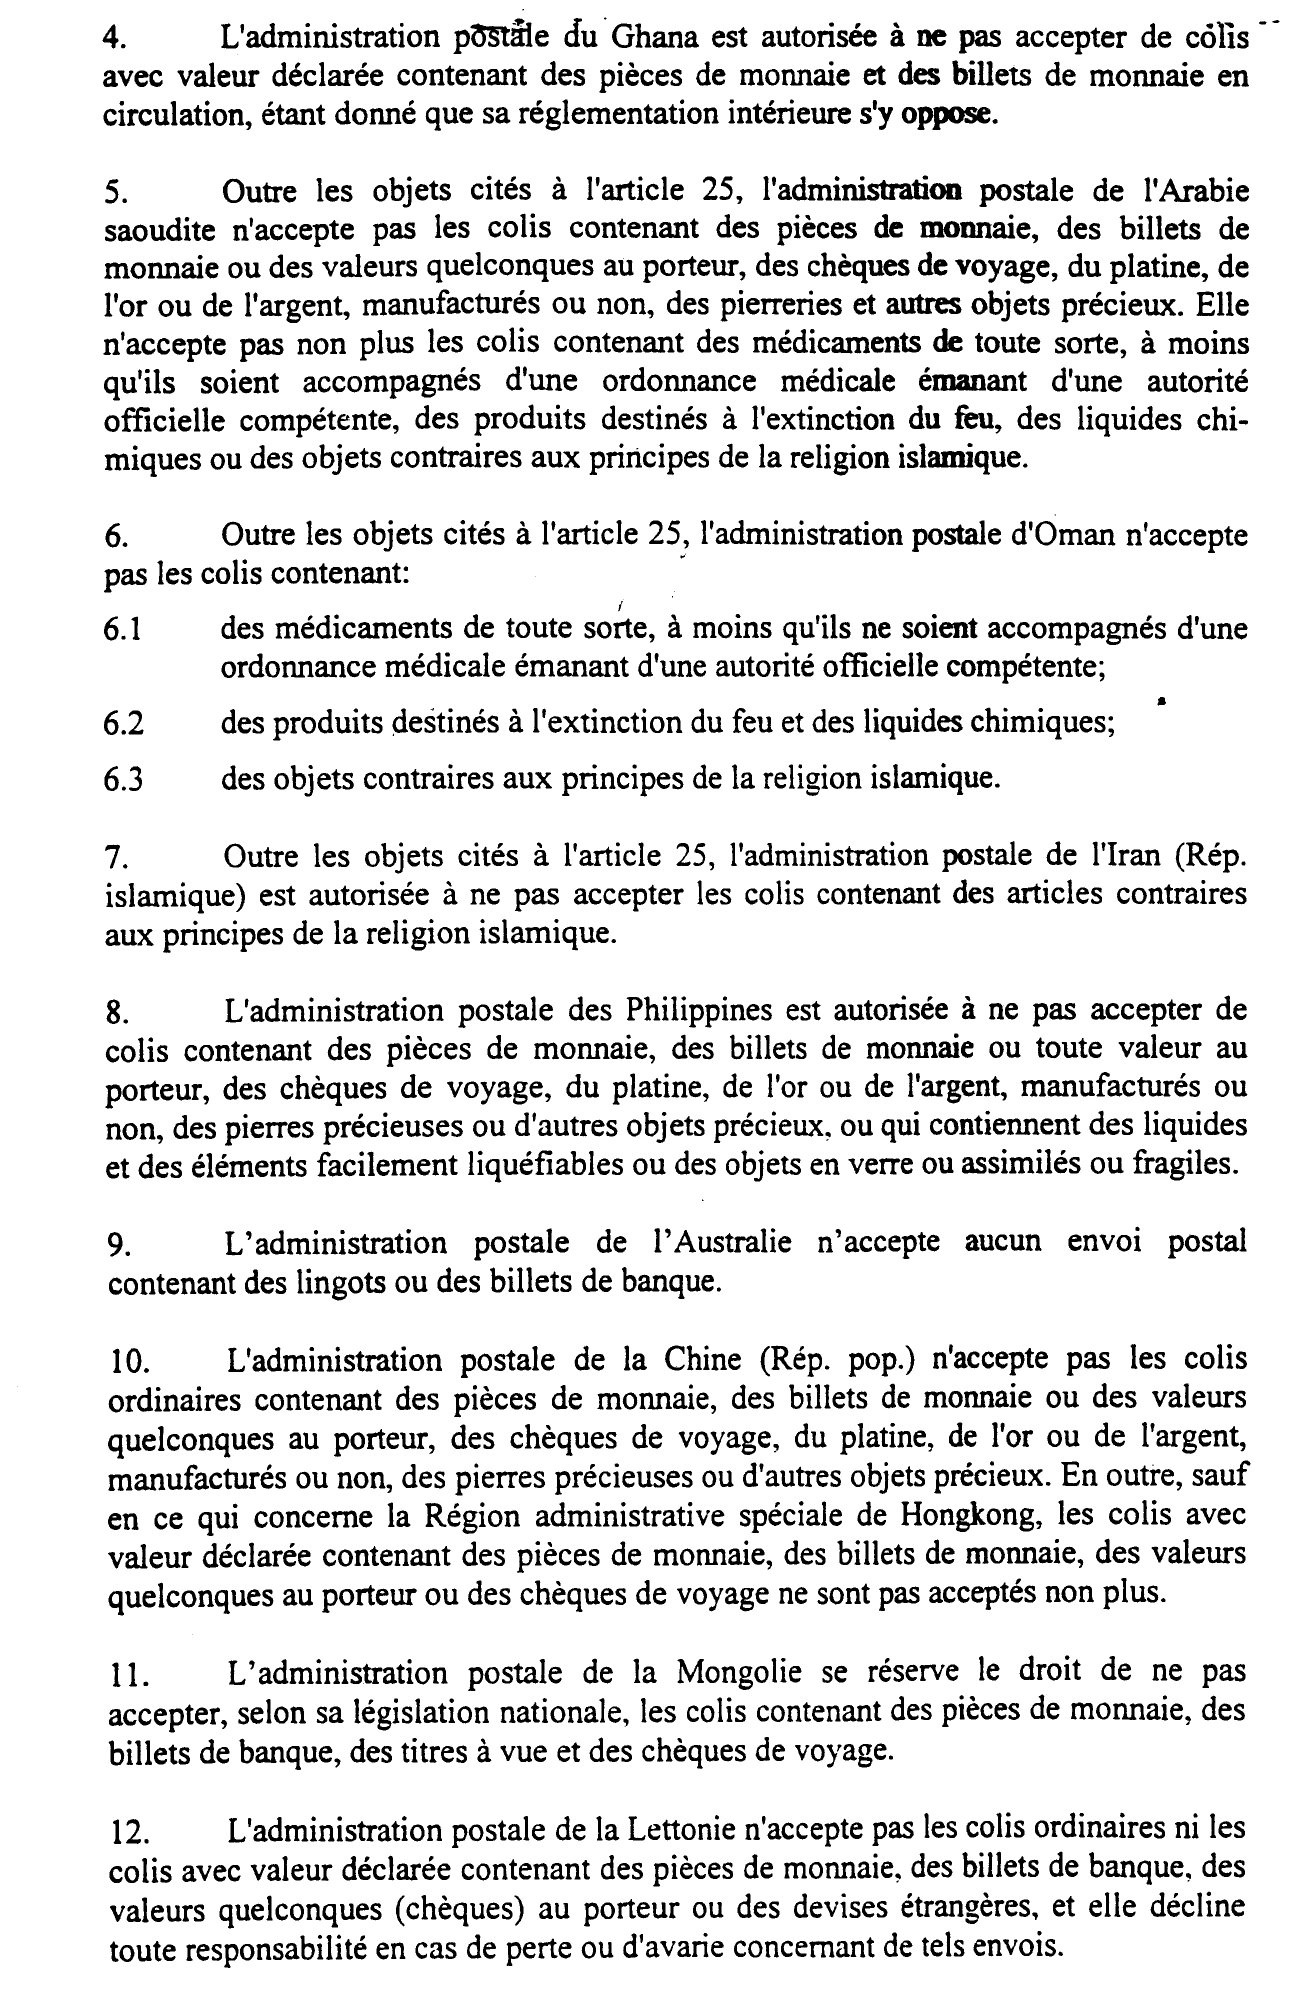 4. L'administration postale du Ghana est autorisée à ne pas accepter de colis
avec valeur déclarée contenant des pièces de monnaie et des billets de monnaie en
circulation, étant donné que sa réglementation intérieure s'y oppose.
5. Outre les objets cités à l'article 25, l'administration postale de l'Arabie
saoudite n'accepte pas les colis contenant des pièces de monnaie, des billets de
monnaie ou des valeurs quelconques au porteur, des chèques de voyage, du platine, de
l'or ou de l'argent, manufacturés ou non, des pierreries et autres objets précieux. Elle
n'accepte pas non plus les colis contenant des médicaments de toute sorte, à moins
qu'ils soient accompagnés d'une ordonnance médicale émanant d'une autorité
officielle compétente, des produits destinés à l'extinction du feu, des liquides chi-
miques ou des objets contraires aux principes de la religion islamique.
6. Outre les objets cités à l'article 25, l'administration postale d'Oman n'accepte
pas les colis contenant:
6.1 des médicaments de toute sorte, à moins qu'ils ne soient accompagnés d'une
ordonnance médicale émanant d'une autorité officielle compétente;
6.2 des produits destinés à l'extinction du feu et des liquides chimiques;
6.3 des objets contraires aux principes de la religion islamique.
7. Outre les objets cités à l'article 25, l'administration postale de l'Iran (Rép.
islamique) est autorisée à ne pas accepter les colis contenant des articles contraires
aux principes de la religion islamique.
8. L'administration postale des Philippines est autorisée à ne pas accepter de
colis contenant des pièces de monnaie, des billets de monnaie ou toute valeur au
porteur, des chèques de voyage, du platine, de l'or ou de l'argent, manufacturés ou
non, des pierres précieuses ou d'autres objets précieux, ou qui contiennent des liquides
et des éléments facilement liquéfiables ou des objets en verre ou assimilés ou fragiles.
9. L’administration postale de l’Australie n’accepte aucun envoi postal
contenant des lingots ou des billets de banque.
10. L'administration postale de la Chine (Rép. pop.) n'accepte pas les colis
ordinaires contenant des pièces de monnaie, des billets de monnaie ou des valeurs
quelconques au porteur, des chèques de voyage, du platine, de l'or ou de l'argent,
manufacturés ou non, des pierres précieuses ou d'autres objets précieux. En outre, sauf
en ce qui concerne la Région administrative spéciale de Hongkong, les colis avec
valeur déclarée contenant des pièces de monnaie, des billets de monnaie, des valeurs
quelconques au porteur ou des chèques de voyage ne sont pas acceptés non plus.
11. L’administration postale de la Mongolie se réserve le droit de ne pas
accepter, selon sa législation nationale, les colis contenant des pièces de monnaie, des
billets de banque, des titres à vue et des chèques de voyage.
12. L'administration postale de la Lettonie n'accepte pas les colis ordinaires ni les
colis avec valeur déclarée contenant des pièces de monnaie, des billets de banque, des
valeurs quelconques (chèques) au porteur ou des devises étrangères, et elle décline
toute responsabilité en cas de perte ou d'avarie concernant de tels envois.